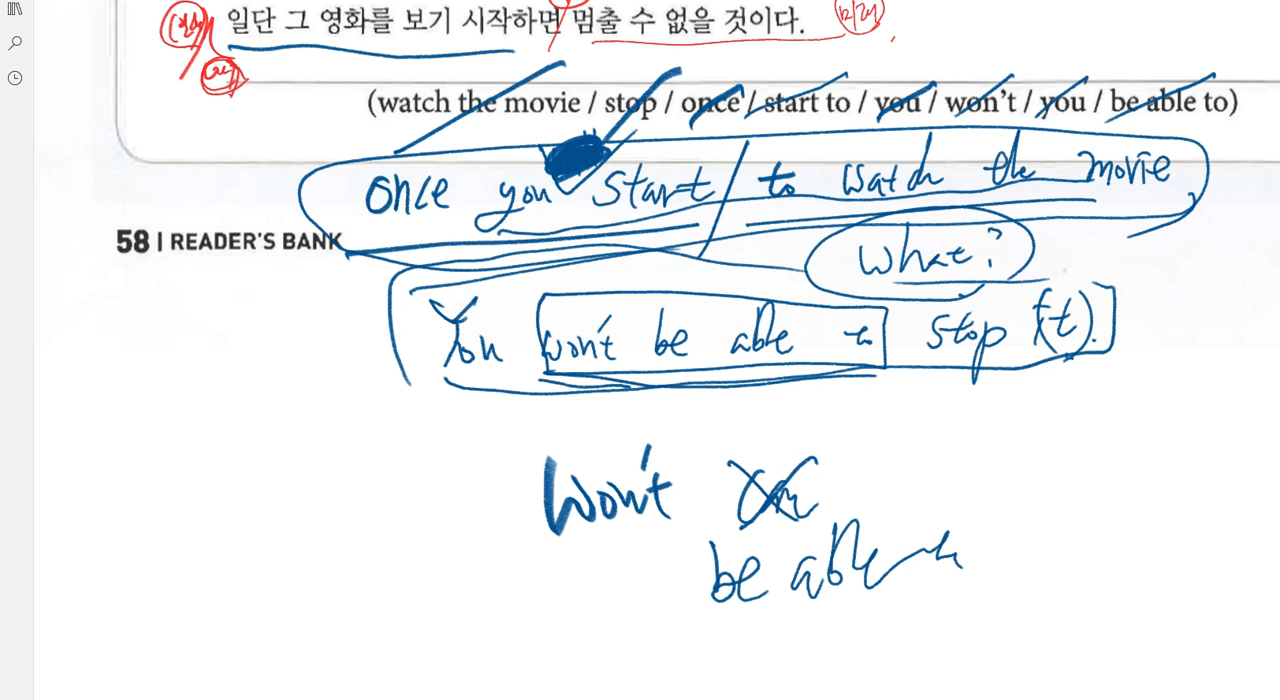 일단 그 영화를 보기 시작하면 멈출 수 없을 것이다.
(watch the movie / stop / once / start to / you / won't / you / be able to)
once you start / to watch the movie,
58 | READER'S BANK
What?
You won't be able to stop (it).
won't can
be able to